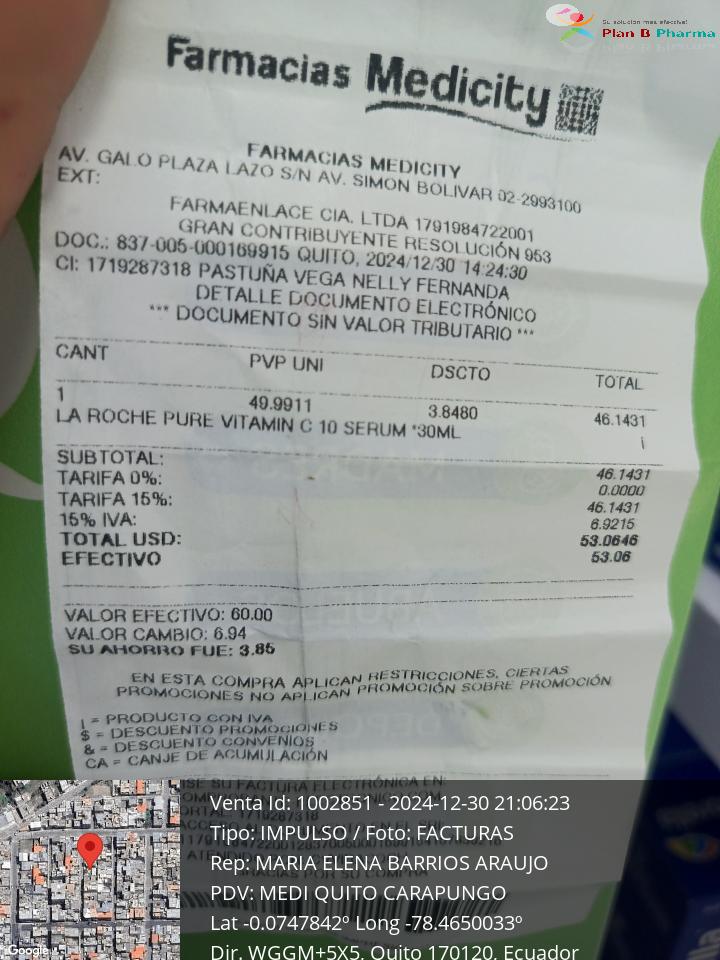 Su solución más efectiva!
Plan B Pharma
Farmacias Medicity
FARMACIAS MEDICITY
AV. GALO PLAZA LAZO S/N AV. SIMON BOLIVAR 02-2993100
EXT:
FARMAENLACE CIA. LTDA 1791984722001
GRAN CONTRIBUYENTE RESOLUCIÓN 953
DOC.: 837-005-000169915 QUITO, 2024/12/30 14:24:30
CI: 1719287318 PASTUÑA VEGA NELLY FERNANDA
DETALLE DOCUMENTO ELECTRÓNICO
*** DOCUMENTO SIN VALOR TRIBUTARIO ***
CANT PVP UNI DSCTO TOTAL
1 49.9911 3.8480 46.1431
LA ROCHE PURE VITAMIN C 10 SERUM *30ML i
SUBTOTAL: 46.1431
TARIFA 0%: 0.0000
TARIFA 15%: 46.1431
15% IVA: 6.9215
TOTAL USD: 53.0646
EFECTIVO 53.06
VALOR EFECTIVO: 60.00
VALOR CAMBIO: 6.94
SU AHORRO FUE: 3.85
EN ESTA COMPRA APLICAN RESTRICCIONES, CIERTAS
PROMOCIONES NO APLICAN PROMOCIÓN SOBRE PROMOCIÓN
I = PRODUCTO CON IVA
$ = DESCUENTO PROMOCIONES
& = DESCUENTO CONVENIOS
CA = CANJE DE ACUMULACIÓN
SU FACTURA ELECTRÓNICA EN:
1719287318
Venta Id: 1002851 - 2024-12-30 21:06:23
Tipo: IMPULSO / Foto: FACTURAS
Rep: MARIA ELENA BARRIOS ARAUJO
PDV: MEDI QUITO CARAPUNGO
Lat -0.0747842º Long -78.4650033º
Dir. WGGM+5X5, Quito 170120, Ecuador
Google